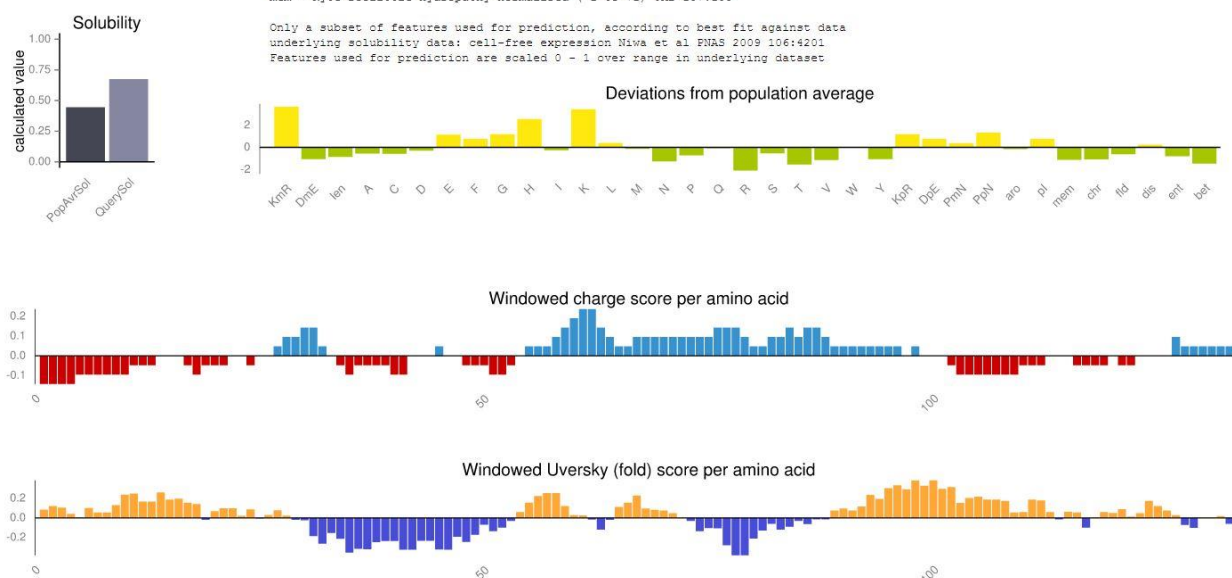 Only a subset of features used for prediction, according to best fit against data
underlying solubility data: cell-free expression Niwa et al PNAS 2009 106:4201
Features used for prediction are scaled 0 - 1 over range in underlying dataset
Solubility
calculated value
1.00
0.75
0.50
0.25
0.00
PopAvrSol
QuerySol
Deviations from population average
2
0
-2
KmR
DmE
len
A
C
D
E
F
G
H
I
K
L
M
N
P
Q
R
S
T
V
W
Y
KpR
DpE
PmN
PpN
aro
pI
mem
chr
fld
dis
ent
bet
Windowed charge score per amino acid
0.2
0.1
0.0
-0.1
0
50
100
Windowed Uversky (fold) score per amino acid
0.2
0.0
-0.2
0
50
100